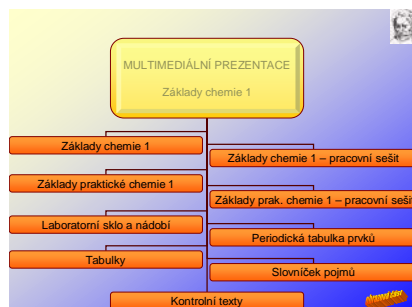 MULTIMEDIÁLNÍ PREZENTACE
Základy chemie 1
Základy chemie 1
Základy chemie 1 – pracovní sešit
Základy praktické chemie 1
Základy prak. chemie 1 – pracovní sešit
Laboratorní sklo a nádobí
Periodická tabulka prvků
Tabulky
Slovníček pojmů
Kontrolní texty